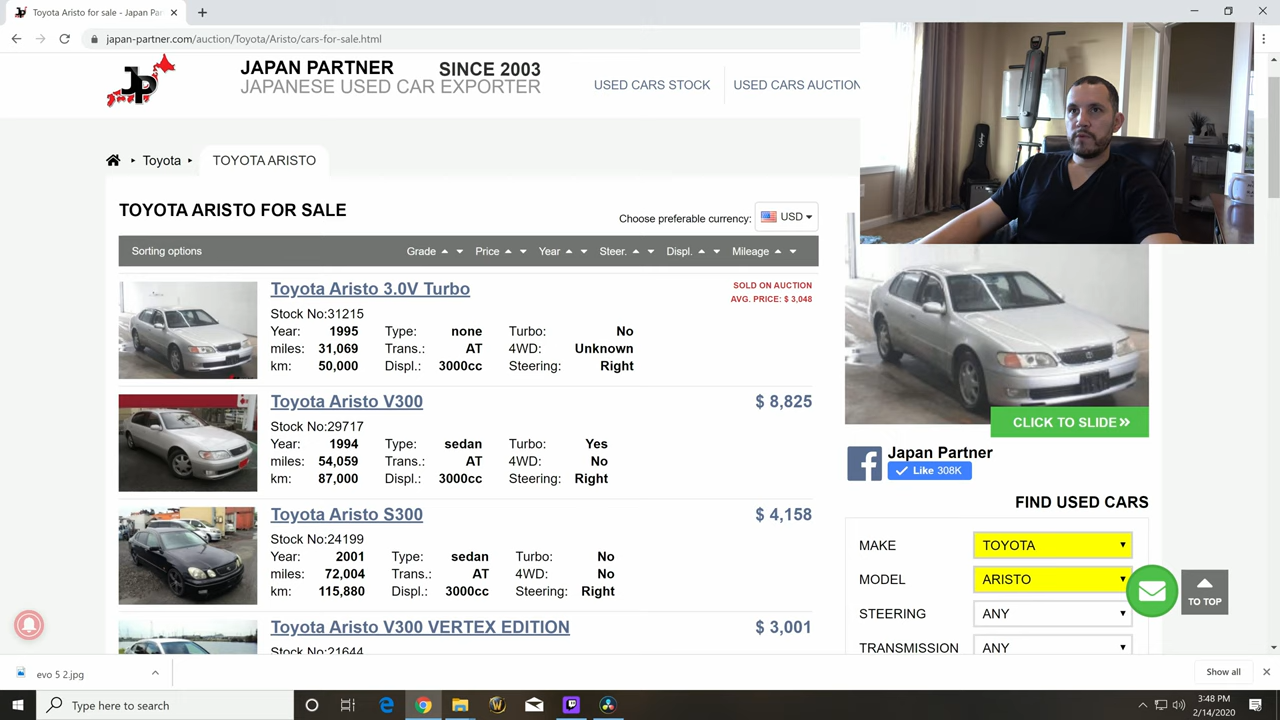 Toyota Aristo for sale - Japan Par
japan-partner.com/auction/Toyota/Aristo/cars-for-sale.html
JP
JAPAN PARTNER SINCE 2003
JAPANESE USED CAR EXPORTER
USED CARS STOCK
USED CARS AUCTION
Toyota
TOYOTA ARISTO
TOYOTA ARISTO FOR SALE
Choose preferable currency:
USD
Sorting options
Grade
Price
Year
Steer.
Displ.
Mileage
Toyota Aristo 3.0V Turbo
SOLD ON AUCTION
AVG. PRICE: $ 3,048
Stock No:31215
Year: 1995 Type: none Turbo: No
miles: 31,069 Trans.: AT 4WD: Unknown
km: 50,000 Displ.: 3000cc Steering: Right
Toyota Aristo V300 $ 8,825
Stock No:29717
Year: 1994 Type: sedan Turbo: Yes
miles: 54,059 Trans.: AT 4WD: No
km: 87,000 Displ.: 3000cc Steering: Right
Toyota Aristo S300 $ 4,158
Stock No:24199
Year: 2001 Type: sedan Turbo: No
miles: 72,004 Trans.: AT 4WD: No
km: 115,880 Displ.: 3000cc Steering: Right
Toyota Aristo V300 VERTEX EDITION $ 3,001
Stock No:21644
CLICK TO SLIDE
Japan Partner
Like 308K
FIND USED CARS
MAKE TOYOTA
MODEL ARISTO
STEERING ANY
TRANSMISSION ANY
TO TOP
evo 5 2.jpg
Show all
Type here to search
3:48 PM
2/14/2020